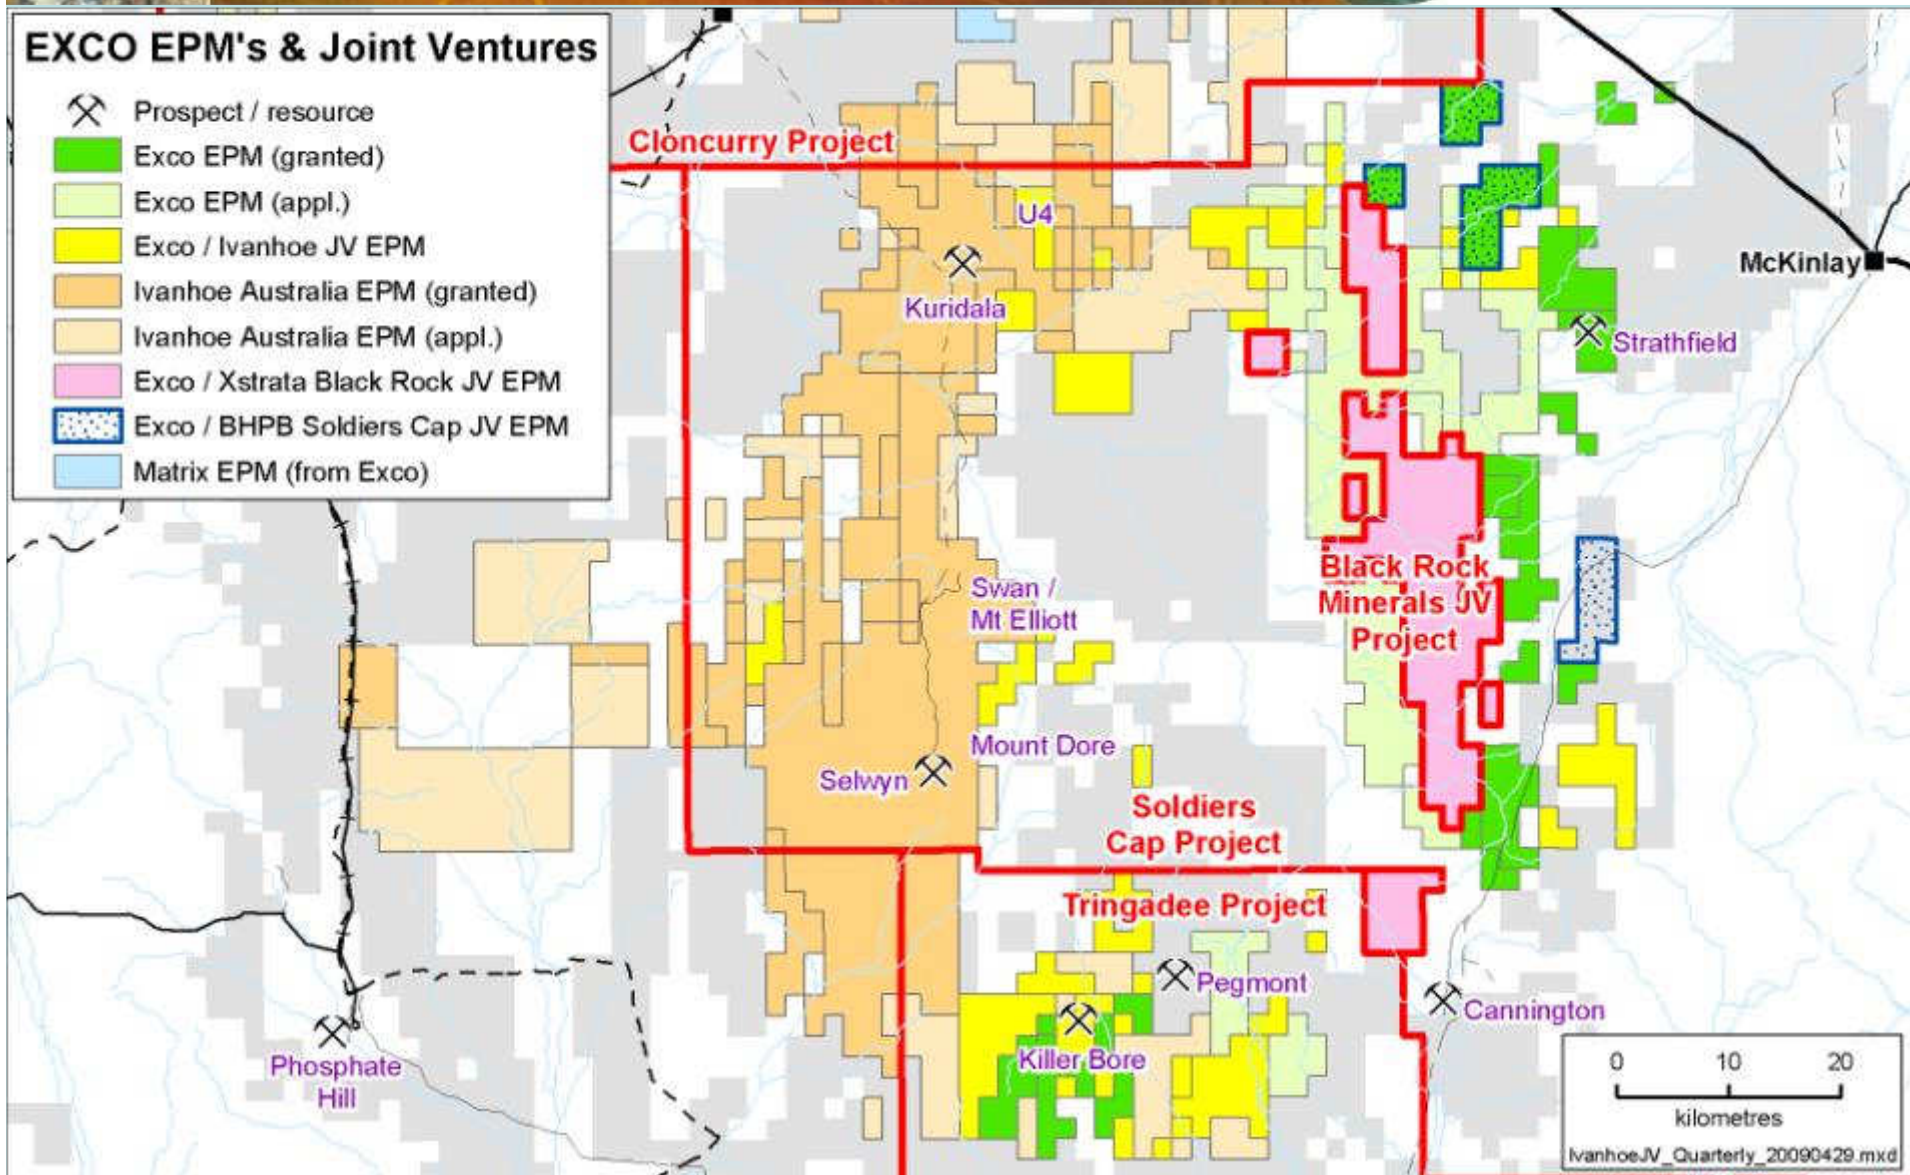 EXCO EPM's & Joint Ventures
Prospect / resource
Exco EPM (granted)
Exco EPM (appl.)
Exco / Ivanhoe JV EPM
Ivanhoe Australia EPM (granted)
Ivanhoe Australia EPM (appl.)
Exco / Xstrata Black Rock JV EPM
Exco / BHPB Soldiers Cap JV EPM
Matrix EPM (from Exco)
Cloncurry Project
U4
McKinlay
Kuridala
Strathfield
Swan /
Mt Elliott
Black Rock
Minerals JV
Project
Mount Dore
Selwyn
Soldiers
Cap Project
Tringadee Project
Pegmont
Cannington
Killer Bore
Phosphate
Hill
0 10 20
kilometres
IvanhoeJV_Quarterly_20090429.mxd